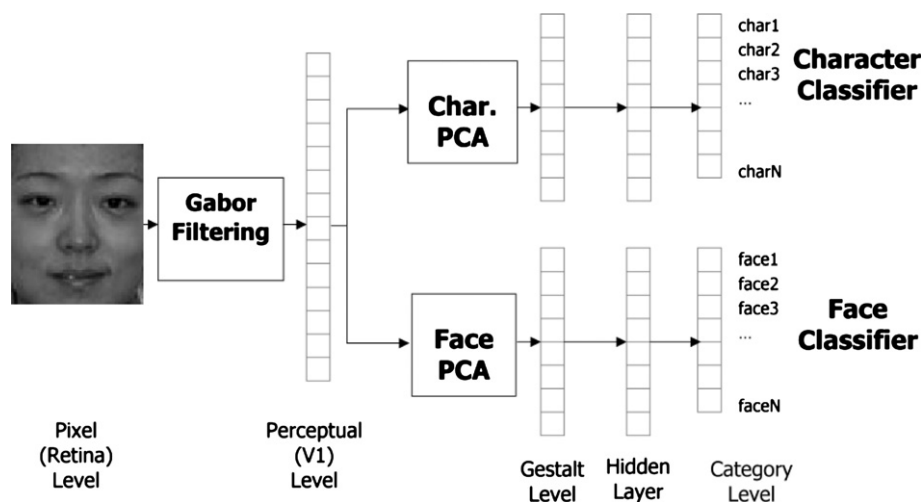 char1
char2
char3
...
charN
Character
Classifier
Char.
PCA
Gabor
Filtering
face1
face2
face3
...
faceN
Face
Classifier
Face
PCA
Pixel
(Retina)
Level
Perceptual
(V1)
Level
Gestalt
Level
Hidden
Layer
Category
Level